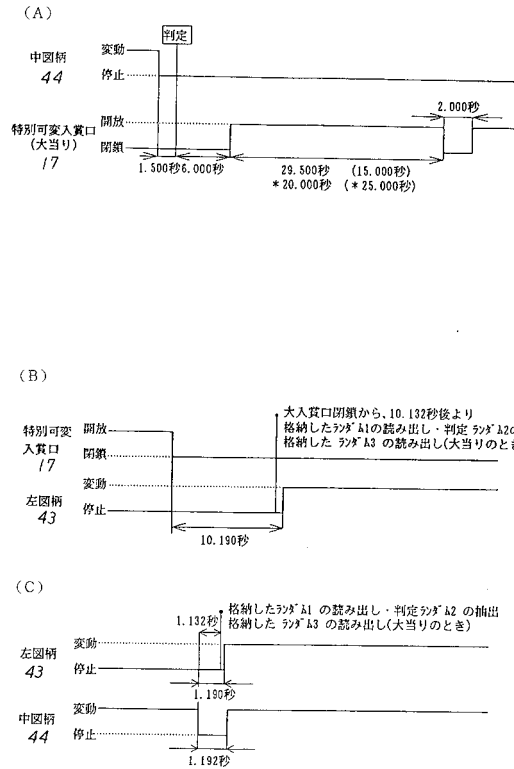 (A)
判定
変動
中図柄
44
停止
2.000秒
特別可変入賞口
開放
(大当り)
17
閉鎖
1.500秒6.000秒
29.500秒 (15.000秒)
*20.000秒 (*25.000秒)
(B)
大入賞口閉鎖から、10.132秒後より
格納したﾗﾝﾀﾞﾑ1の読み出し・判定 ﾗﾝﾀﾞﾑ2の
格納した ﾗﾝﾀﾞﾑ3 の読み出し(大当りのとき
特別可変
開放
入賞口
17
閉鎖
変動
左図柄
43
停止
10.190秒
(C)
格納したﾗﾝﾀﾞﾑ1 の読み出し・判定ﾗﾝﾀﾞﾑ2 の抽出
格納した ﾗﾝﾀﾞﾑ3 の読み出し(大当りのとき)
1.132秒
変動
左図柄
43
停止
1.190秒
変動
中図柄
44
停止
1.192秒